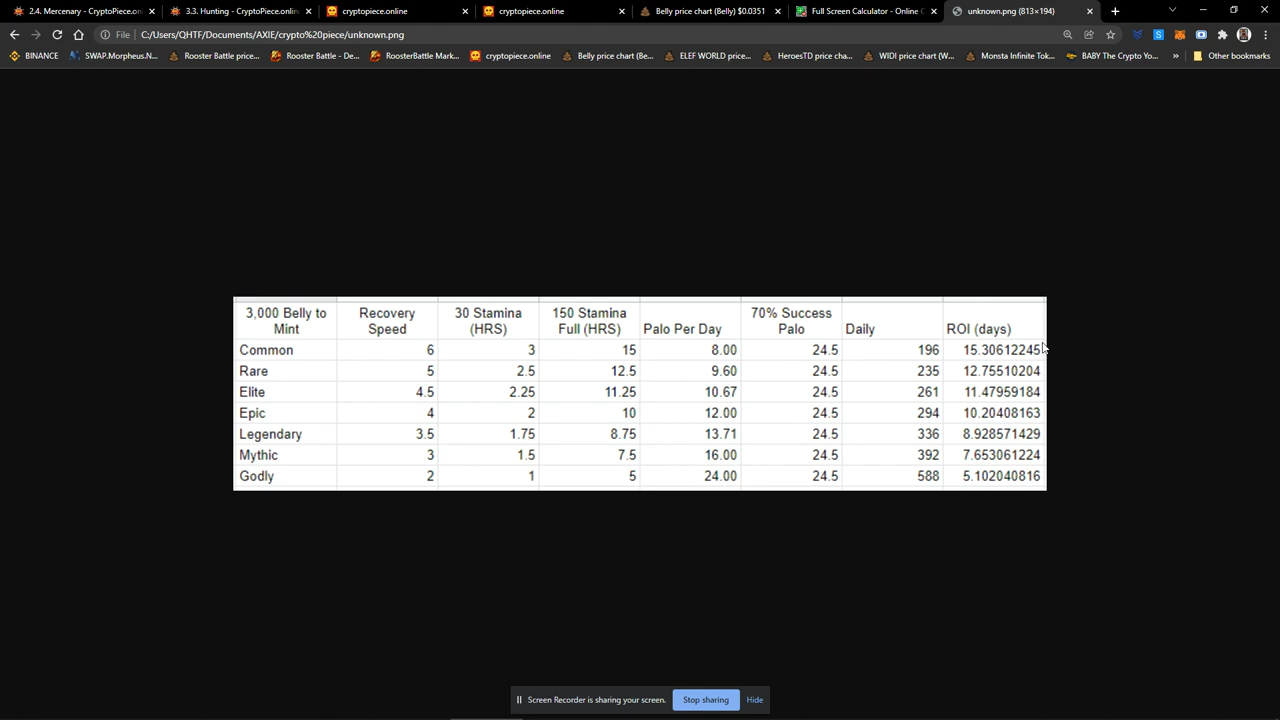 2.4. Mercenary - CryptoPiece.on
3.3. Hunting - CryptoPiece.onlin
cryptopiece.online
cryptopiece.online
Belly price chart (Belly) $0.0351
Full Screen Calculator - Online C
unknown.png (813×194)
File
C:/Users/QHTF/Documents/AXIE/crypto%20piece/unknown.png
BINANCE
SWAP.Morpheus.N...
Rooster Battle price...
Rooster Battle - De...
RoosterBattle Mark...
cryptopiece.online
Belly price chart (Be...
ELEF WORLD price...
HeroesTD price cha...
WIDI price chart (W...
Monsta Infinite Tok...
BABY The Crypto Yo...
»
Other bookmarks
3,000 Belly to Mint Recovery Speed 30 Stamina (HRS) 150 Stamina Full (HRS) Palo Per Day 70% Success Palo Daily ROI (days)
Common 6 3 15 8.00 24.5 196 15.30612245
Rare 5 2.5 12.5 9.60 24.5 235 12.75510204
Elite 4.5 2.25 11.25 10.67 24.5 261 11.47959184
Epic 4 2 10 12.00 24.5 294 10.20408163
Legendary 3.5 1.75 8.75 13.71 24.5 336 8.928571429
Mythic 3 1.5 7.5 16.00 24.5 392 7.653061224
Godly 2 1 5 24.00 24.5 588 5.102040816
Screen Recorder is sharing your screen.
Stop sharing
Hide